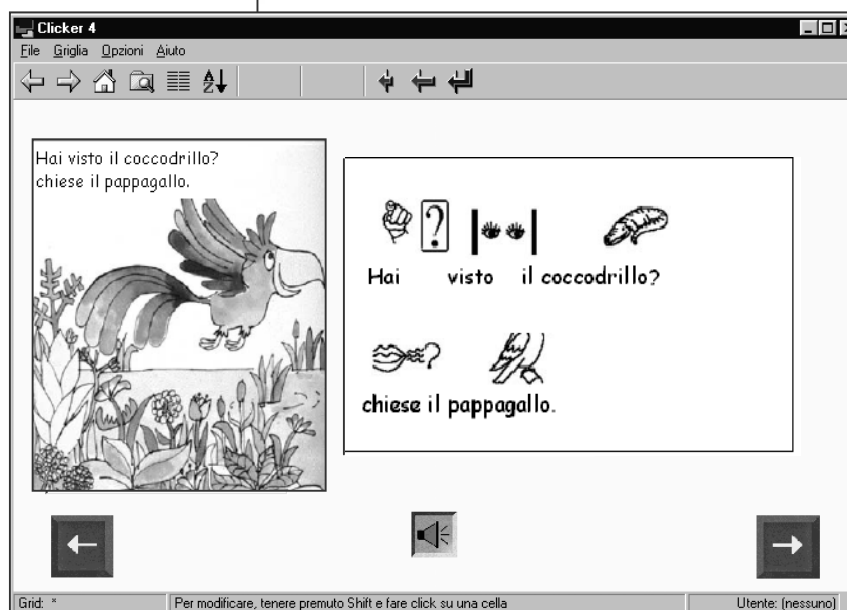 Clicker 4
File Griglia Opzioni Aiuto
A
Z
Hai visto il coccodrillo?
chiese il pappagallo.
?
Hai visto il coccodrillo?
?
chiese il pappagallo.
Grid: * Per modificare, tenere premuto Shift e fare click su una cella Utente: (nessuno)